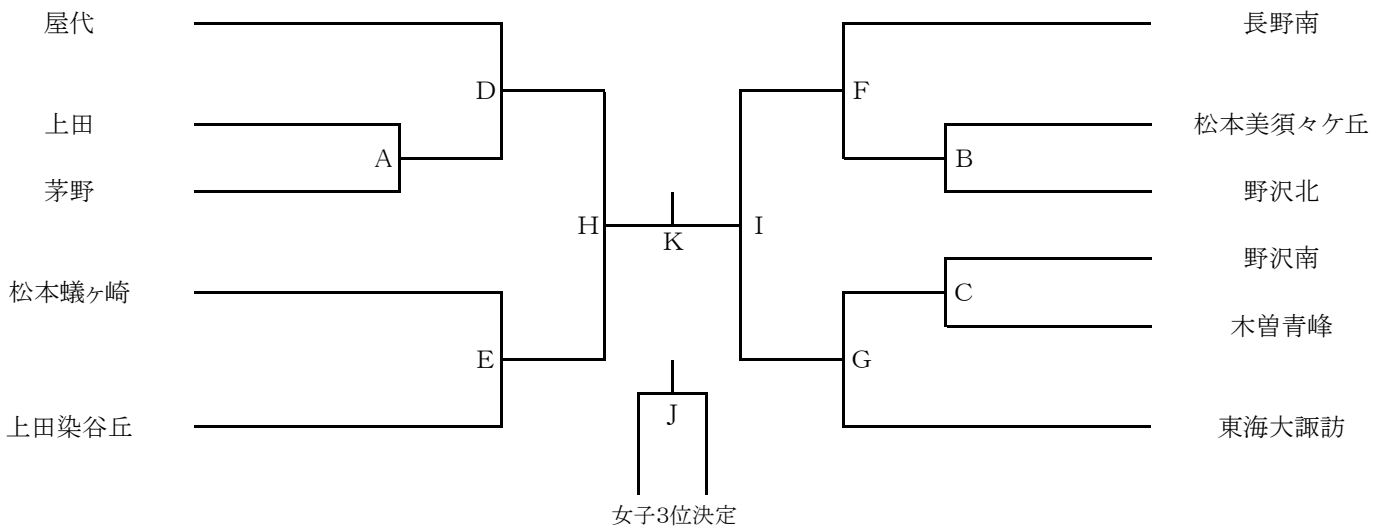 屋代
長野南
D
F
上田
松本美須々ケ丘
A
B
茅野
野沢北
H
K
I
野沢南
松本蟻ヶ崎
C
木曽青峰
E
G
J
上田染谷丘
東海大諏訪
女子3位決定